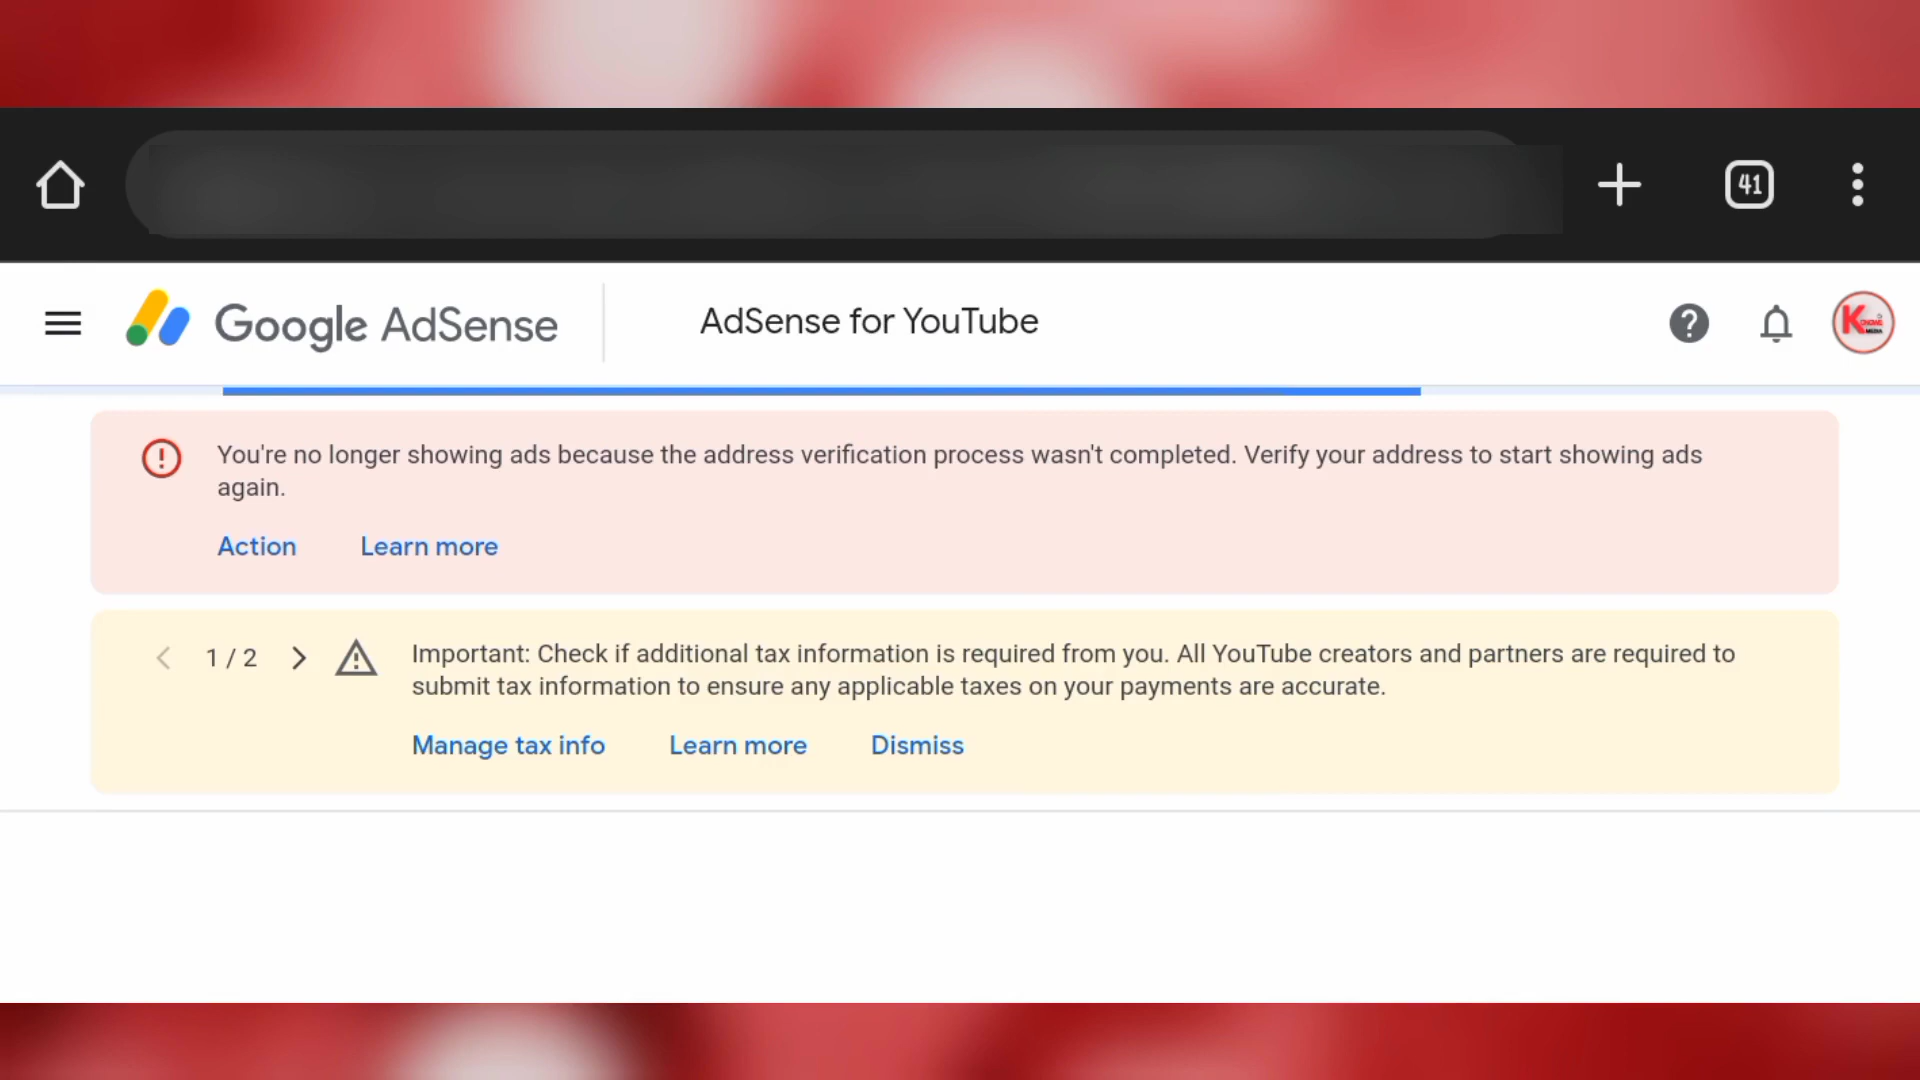 41
Google AdSense
AdSense for YouTube
K
MEDIA
You're no longer showing ads because the address verification process wasn't completed. Verify your address to start showing ads
again.
Action Learn more
1 / 2 Important: Check if additional tax information is required from you. All YouTube creators and partners are required to
submit tax information to ensure any applicable taxes on your payments are accurate.
Manage tax info Learn more Dismiss